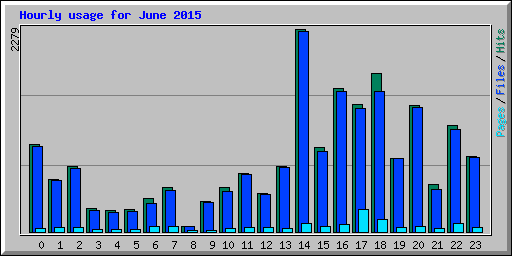 Hourly usage for June 2015
2279
Pages/Files/Hits
0 1 2 3 4 5 6 7 8 9 10 11 12 13 14 15 16 17 18 19 20 21 22 23